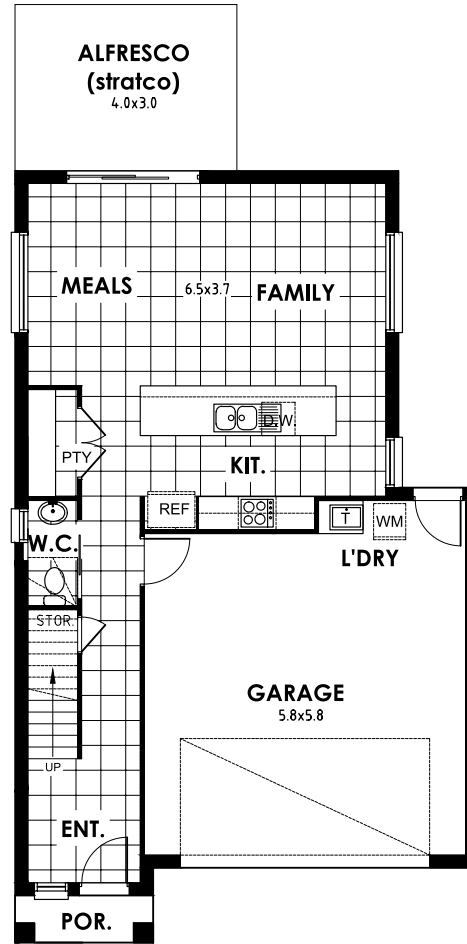 ALFRESCO
(stratco)
4.0x3.0
MEALS
6.5x3.7
FAMILY
D.W.
PTY
KIT.
REF
T
WM
W.C.
L'DRY
STOR.
GARAGE
5.8x5.8
UP
ENT.
POR.